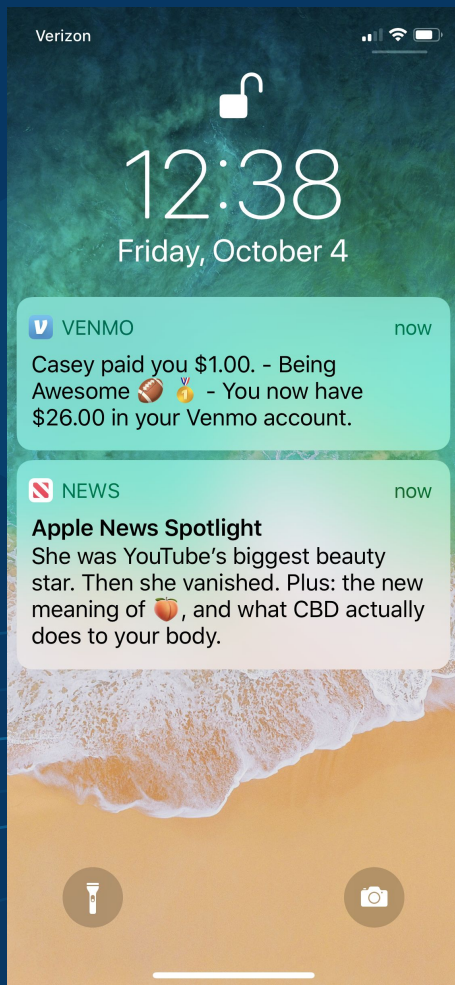 Verizon
12:38
Friday, October 4
VENMO now
Casey paid you $1.00. - Being
Awesome 🏈 🏅 - You now have
$26.00 in your Venmo account.
NEWS now
Apple News Spotlight
She was YouTube’s biggest beauty
star. Then she vanished. Plus: the new
meaning of 🍑, and what CBD actually
does to your body.